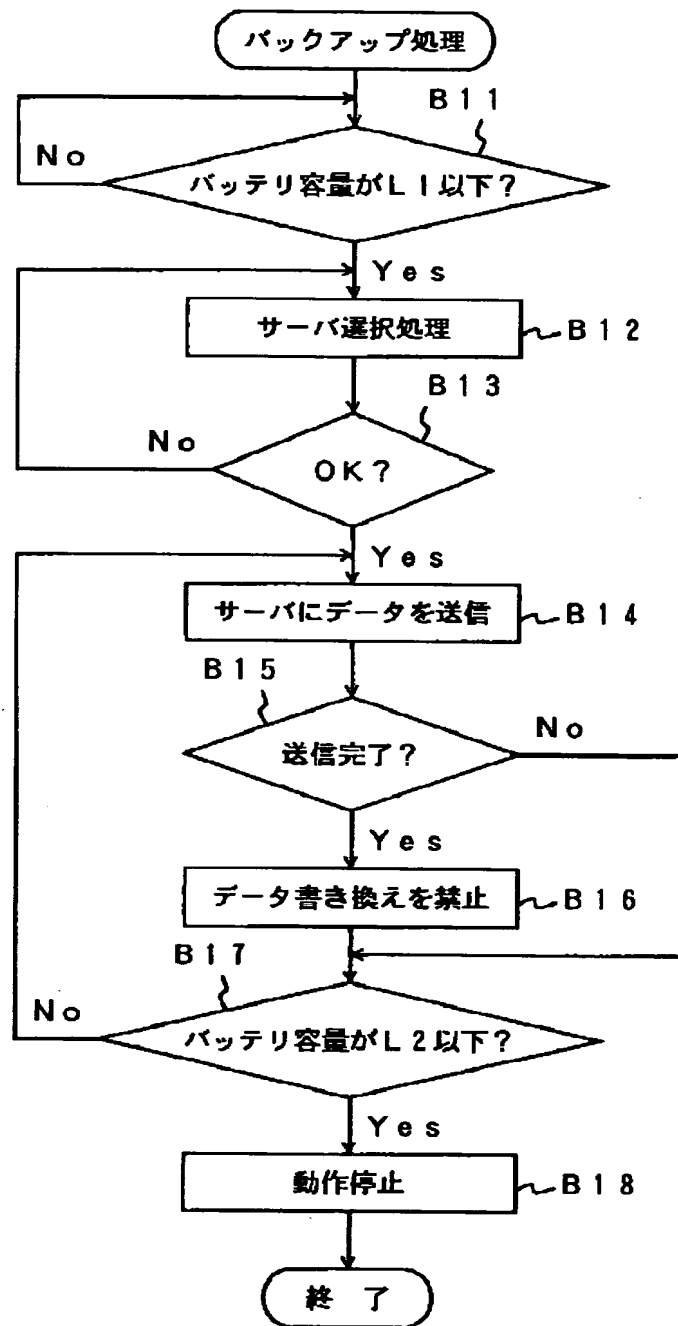 バックアップ処理
B11
No
バッテリ容量がL1以下?
Yes
サーバ選択処理
B12
B13
No
OK?
Yes
サーバにデータを送信
B14
B15
No
送信完了?
Yes
データ書き換えを禁止
B16
B17
No
バッテリ容量がL2以下?
Yes
動作停止
B18
終了